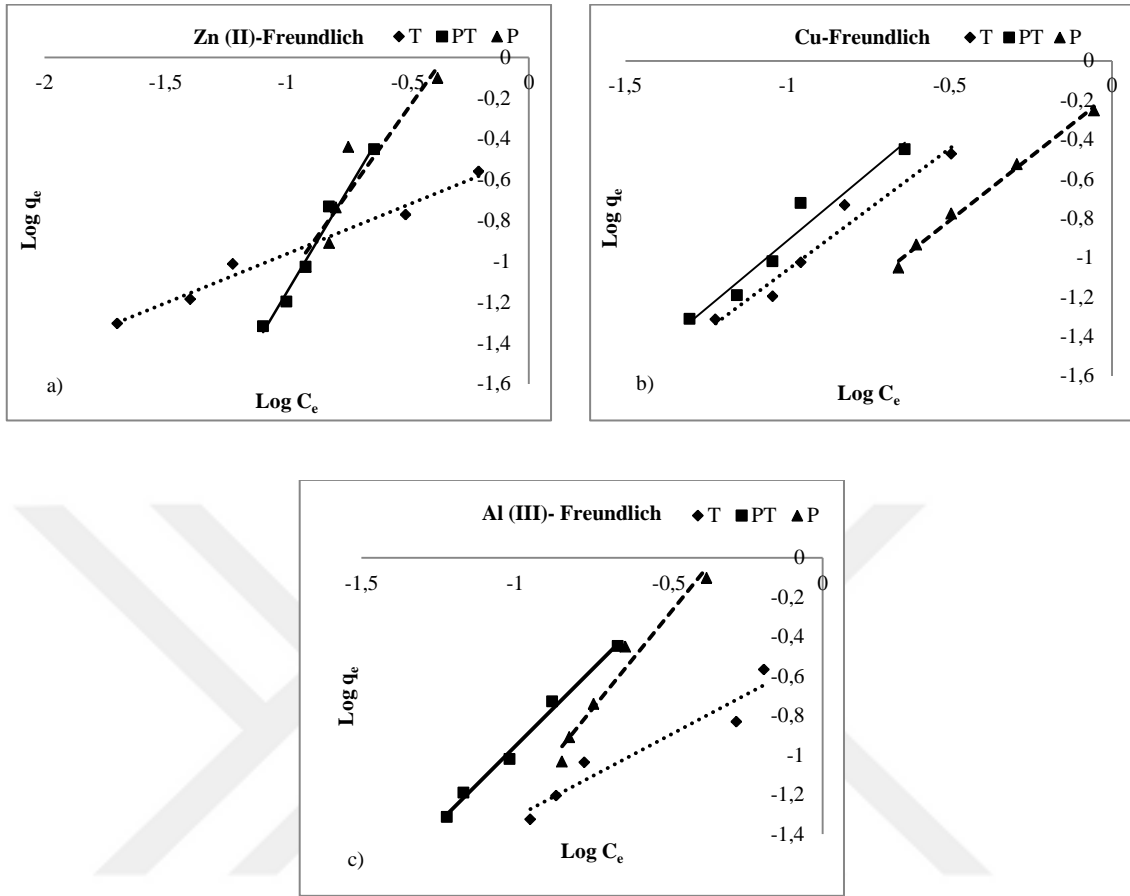 Zn (II)-Freundlich ◆ T ■ PT ▲ P
-2 -1 -0,5 0
-0,2
-0,4
-0,6
-0,8
-1
-1,2
-1,4
-1,6
Log qe
Log Ce
a)
Cu-Freundlich ◆ T ■ PT ▲ P
-1,5 -1 -0,5 0
-0,2
-0,4
-0,6
-0,8
-1
-1,2
-1,4
-1,6
Log qe
Log Ce
b)
Al (III)- Freundlich ◆ T ■ PT ▲ P
-1,5 -1 -0,5 0
0
-0,2
-0,4
-0,6
-0,8
-1
-1,2
-1,4
Log qe
Log Ce
c)